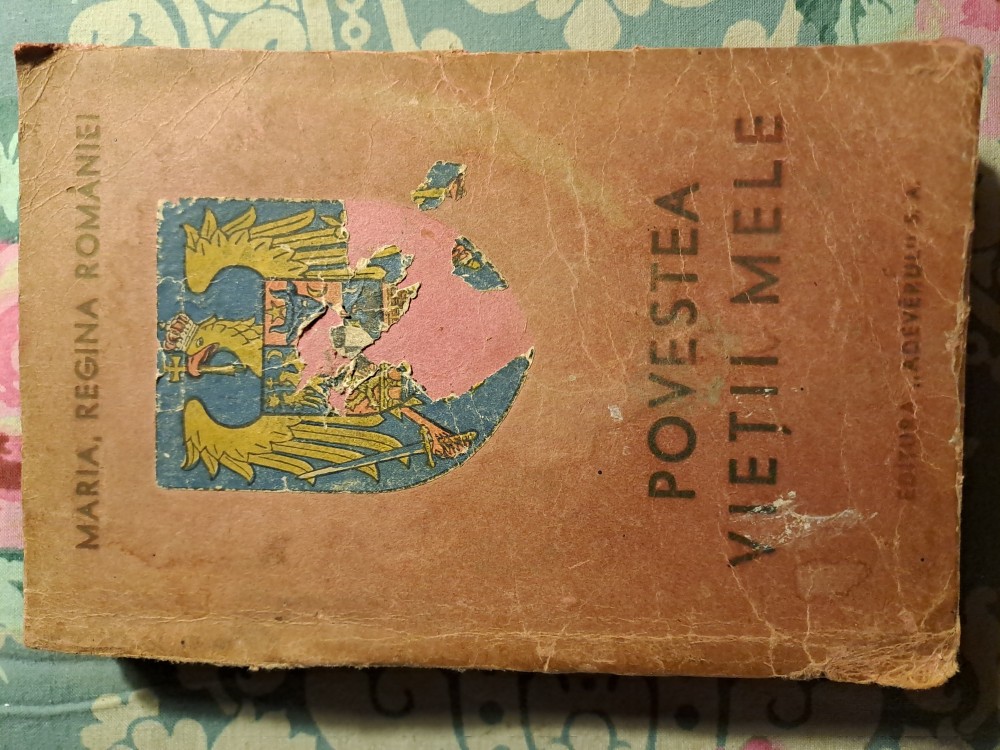 MARIA, REGINA ROMÂNIEI
POVESTEA
VIEȚII MELE
EDITURA „ADEVĔRUL” S. A.